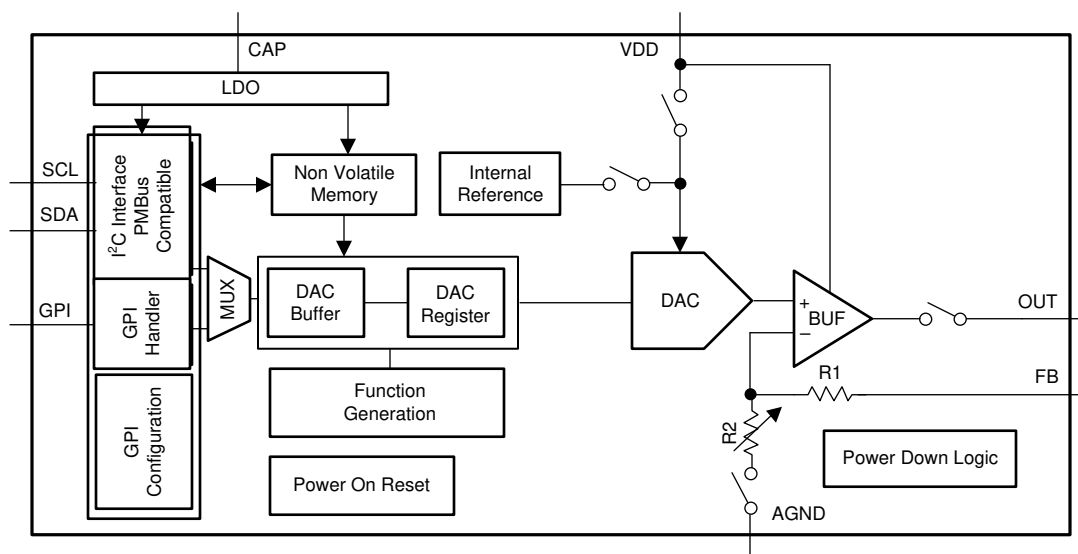 CAP
VDD
LDO
SCL
SDA
GPI
I²C Interface
PMBus
Compatible
GPI
Handler
GPI
Configuration
Non Volatile
Memory
Internal
Reference
MUX
DAC
Buffer
DAC
Register
Function
Generation
Power On Reset
DAC
+
BUF
−
OUT
R1
FB
R2
Power Down Logic
AGND